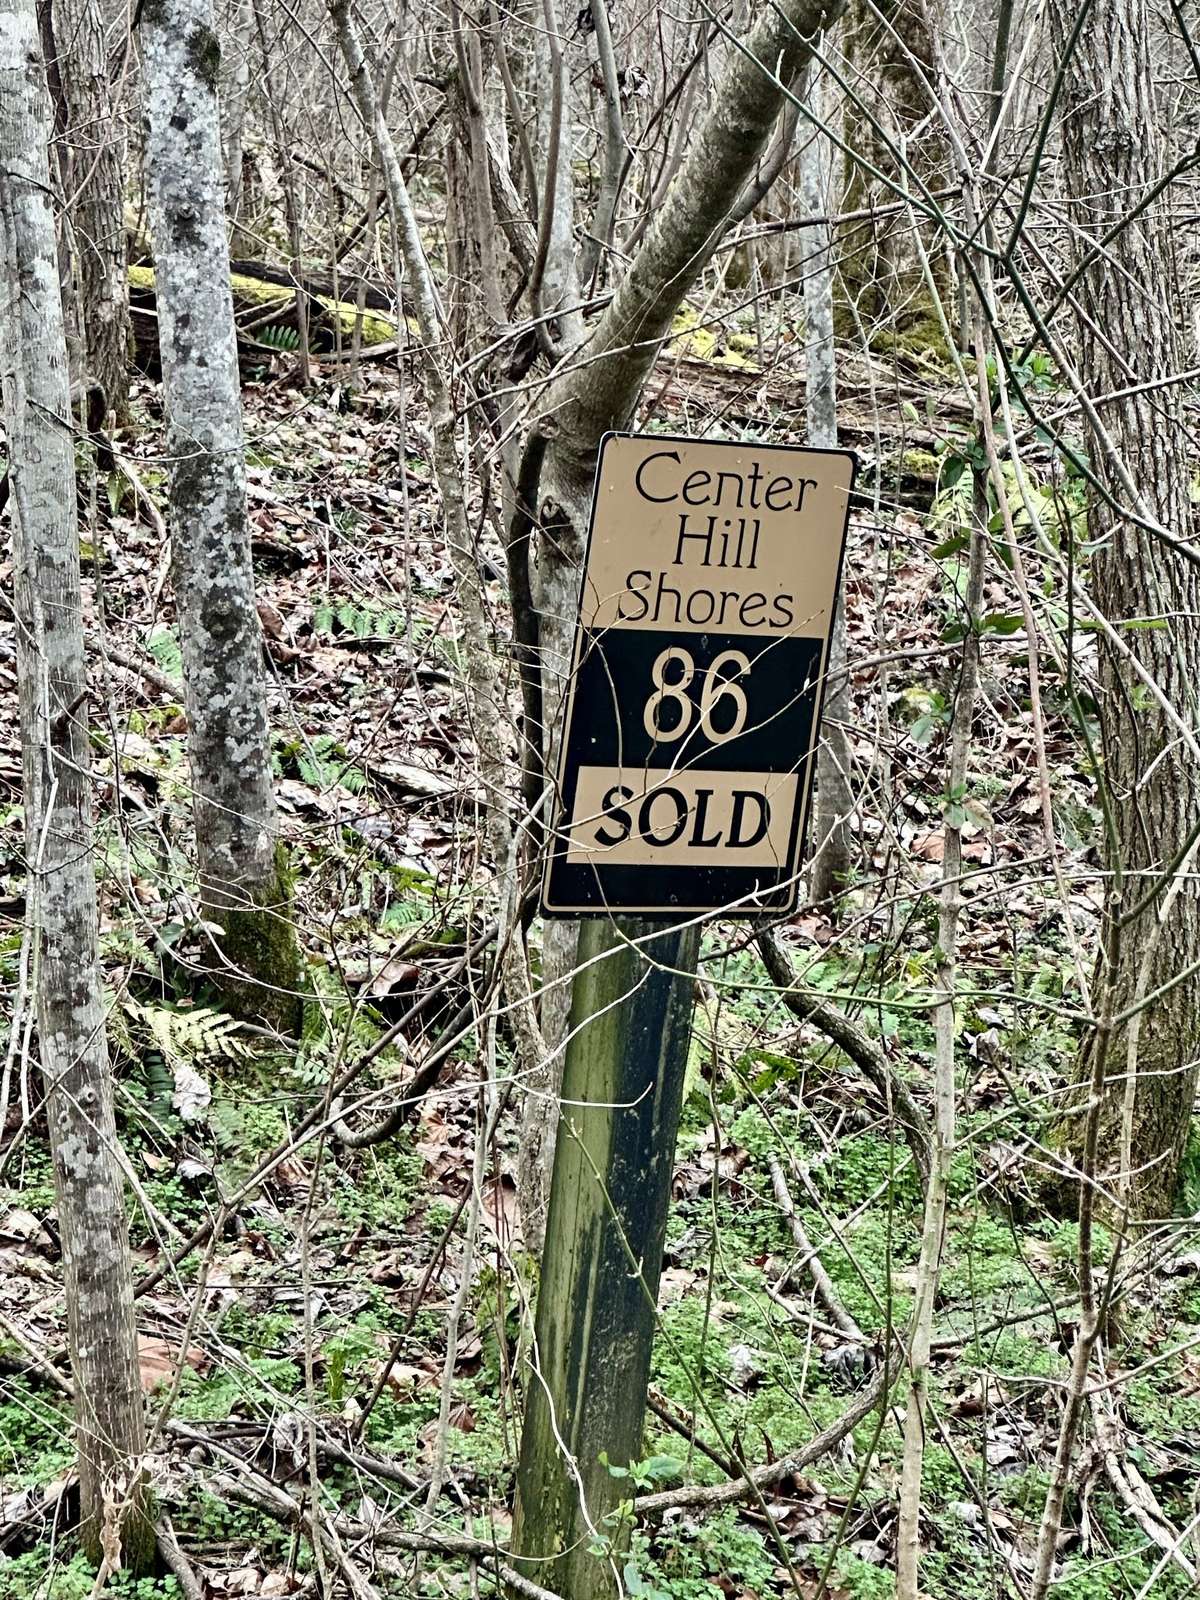 Center
Hill
Shores
86
SOLD